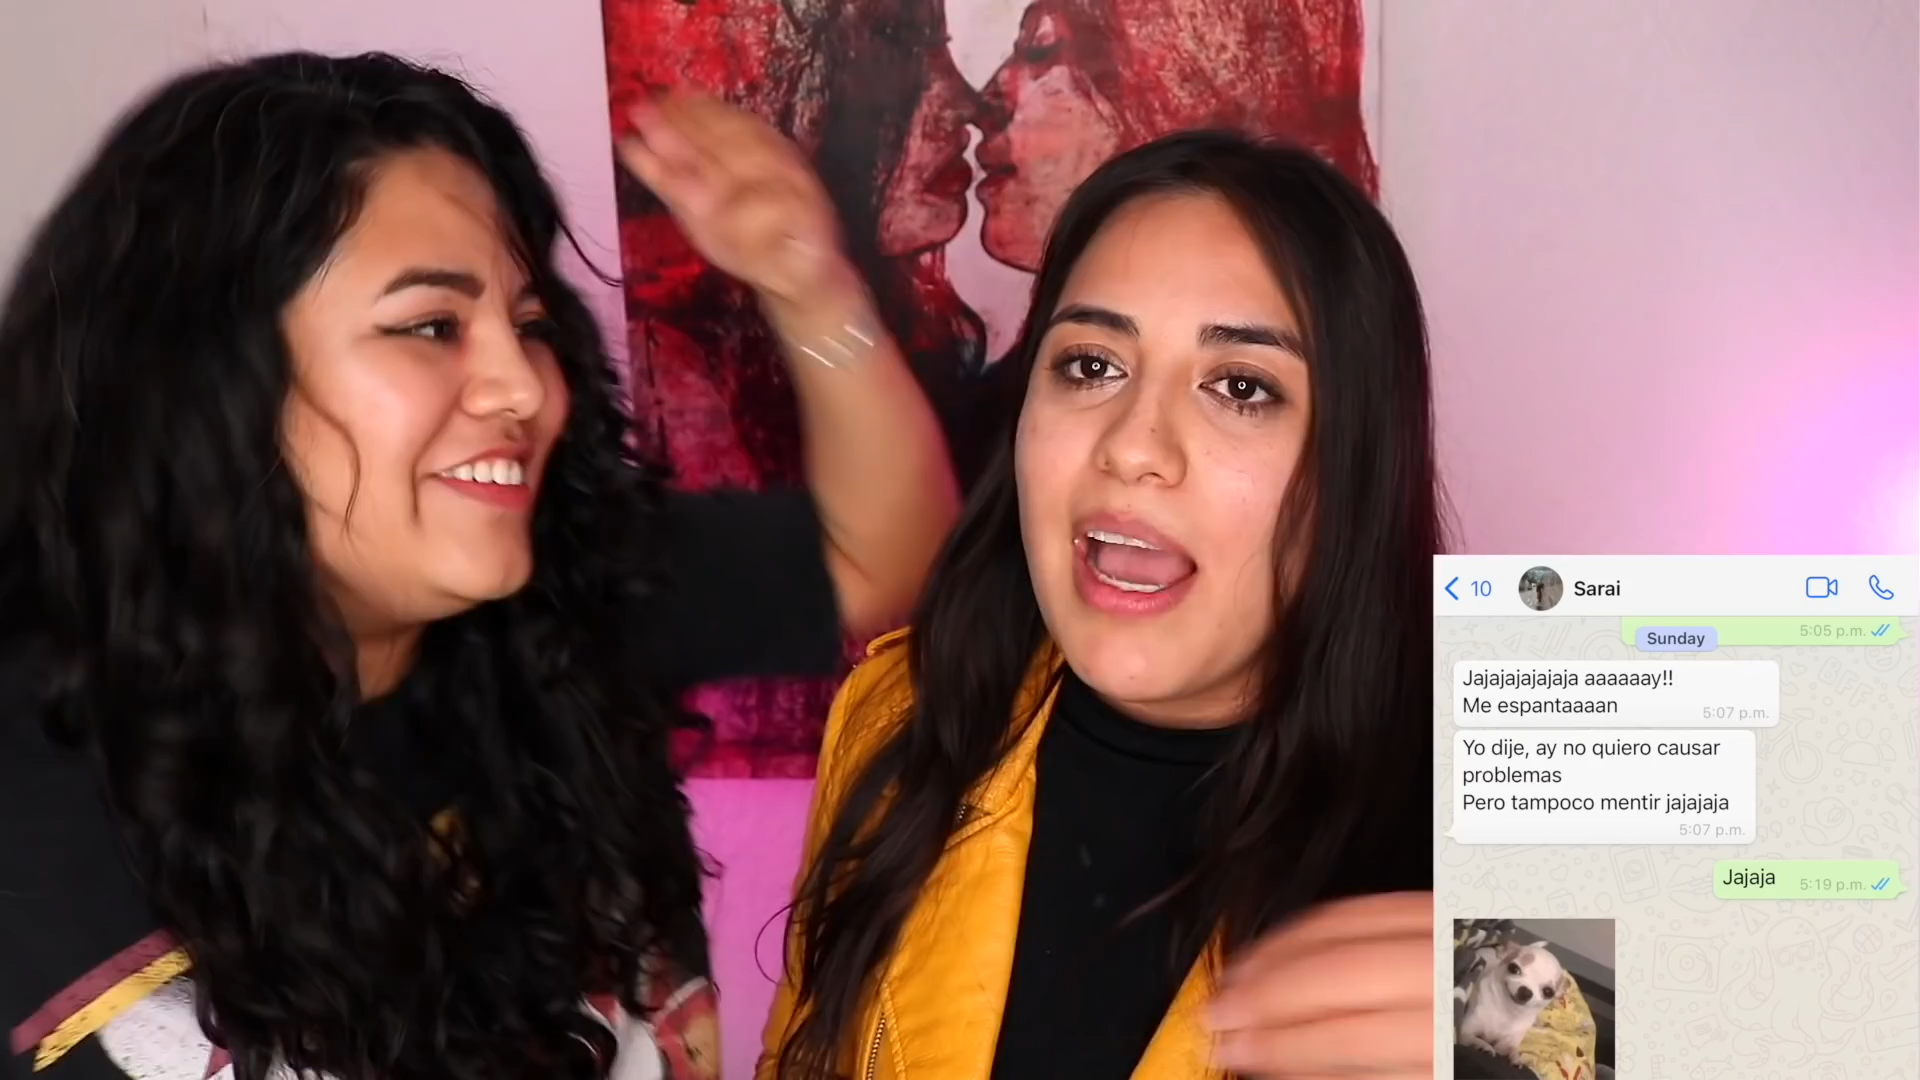 10 Sarai
5:05 p.m.
Sunday
Jajajajajajaja aaaaaay!!
Me espantaaaan
5:07 p.m.
Yo dije, ay no quiero causar
problemas
Pero tampoco mentir jajajaja
5:07 p.m.
Jajaja 5:19 p.m.